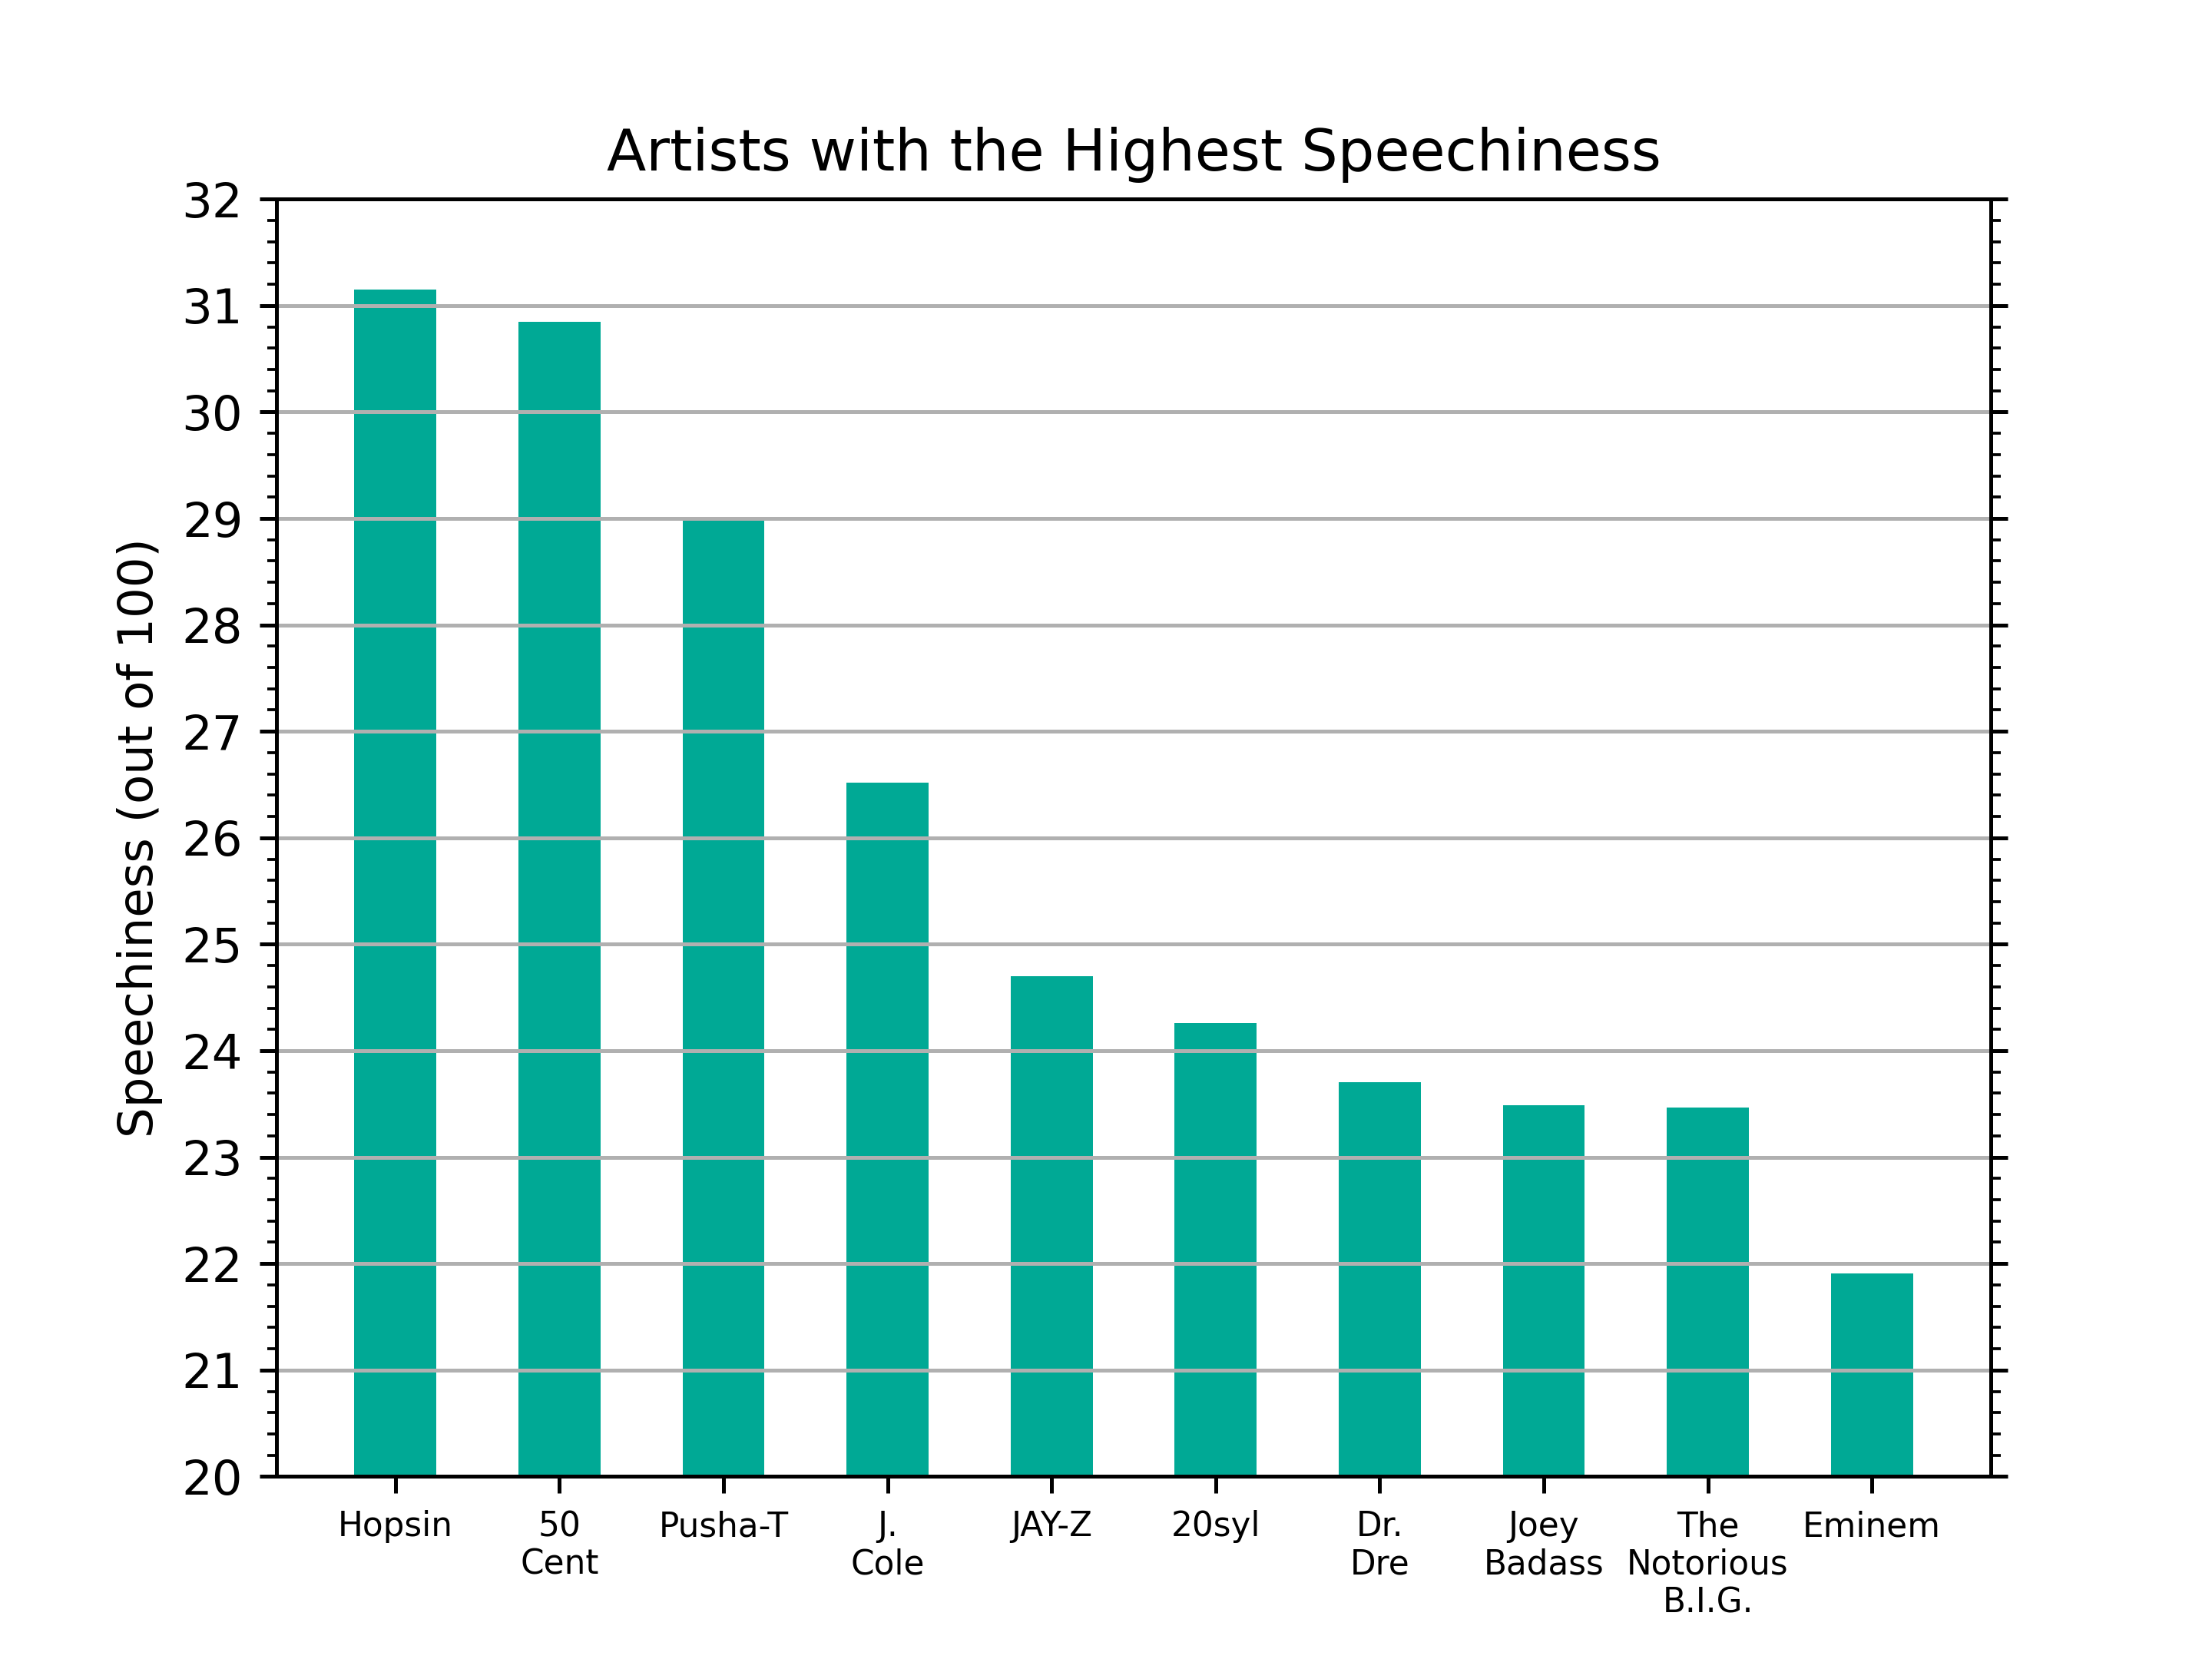 Artists with the Highest Speechiness
Speechiness (out of 100)
32
31
30
29
28
27
26
25
24
23
22
21
20
Hopsin
50
Cent
Pusha-T
J.
Cole
JAY-Z
20syl
Dr.
Dre
Joey
Badass
The
Notorious
B.I.G.
Eminem